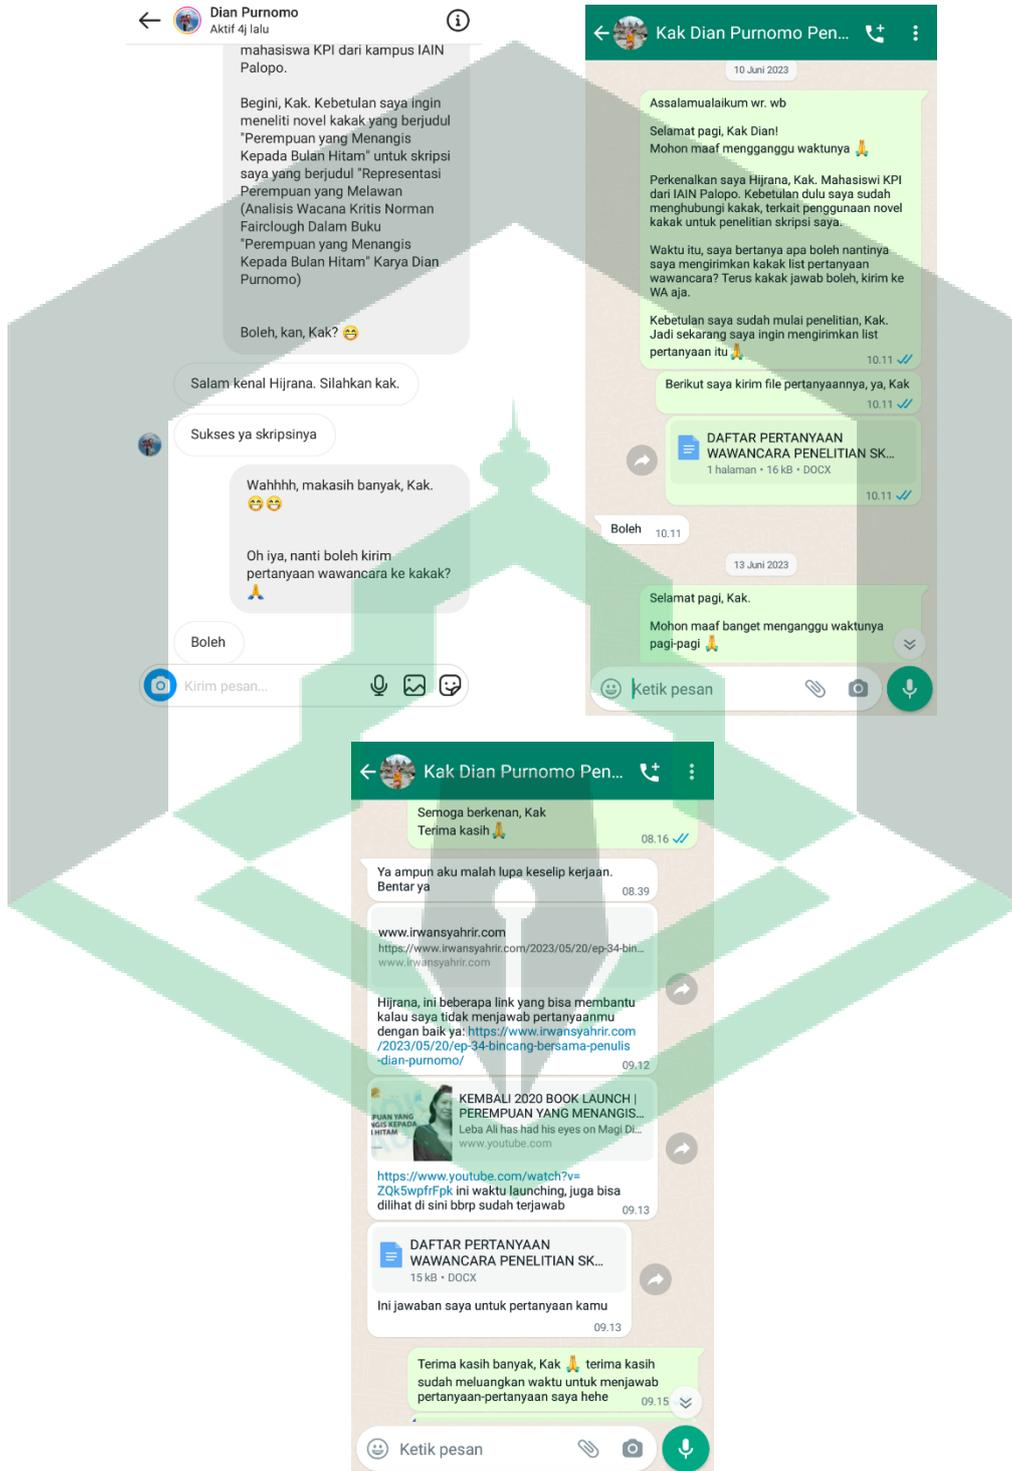 Dian Purnomo
Aktif 4j lalu
mahasiswa KPI dari kampus IAIN
Palopo.
Begini, Kak. Kebetulan saya ingin
meneliti novel kakak yang berjudul
"Perempuan yang Menangis
Kepada Bulan Hitam" untuk skripsi
saya yang berjudul "Representasi
Perempuan yang Melawan
(Analisis Wacana Kritis Norman
Fairclough Dalam Buku
"Perempuan yang Menangis
Kepada Bulan Hitam" Karya Dian
Purnomo)
Boleh, kan, Kak? 😁
Salam kenal Hijrana. Silahkan kak.
Sukses ya skripsinya
Wahhhh, makasih banyak, Kak.
😁😁
Oh iya, nanti boleh kirim
pertanyaan wawancara ke kakak?
🙏
Boleh
Kirim pesan...
Kak Dian Purnomo Pen...
10 Juni 2023
Assalamualaikum wr. wb
Selamat pagi, Kak Dian!
Mohon maaf mengganggu waktunya 🙏
Perkenalkan saya Hijrana, Kak. Mahasiswi KPI
dari IAIN Palopo. Kebetulan dulu saya sudah
menghubungi kakak, terkait penggunaan novel
kakak untuk penelitian skripsi saya.
Waktu itu, saya bertanya apa boleh nantinya
saya mengirimkan kakak list pertanyaan
wawancara? Terus kakak jawab boleh, kirim ke
WA aja.
Kebetulan saya sudah mulai penelitian, Kak.
Jadi sekarang saya ingin mengirimkan list
pertanyaan itu 🙏
10.11
Berikut saya kirim file pertanyaannya, ya, Kak
10.11
DAFTAR PERTANYAAN
WAWANCARA PENELITIAN SK...
1 halaman • 16 kB • DOCX
10.11
Boleh 10.11
13 Juni 2023
Selamat pagi, Kak.
Mohon maaf banget menganggu waktunya
pagi-pagi 🙏
Ketik pesan
Kak Dian Purnomo Pen...
Semoga berkenan, Kak
Terima kasih 🙏
08.16
Ya ampun aku malah lupa keselip kerjaan.
Bentar ya
08.39
www.irwansyahrir.com
https://www.irwansyahrir.com/2023/05/20/ep-34-bin...
www.irwansyahrir.com
Hijrana, ini beberapa link yang bisa membantu
kalau saya tidak menjawab pertanyaanmu
dengan baik ya: https://www.irwansyahrir.com
/2023/05/20/ep-34-bincang-bersama-penulis
-dian-purnomo/
09.12
PUAN YANG
NGIS KEPADA
HITAM
KEMBALI 2020 BOOK LAUNCH |
PEREMPUAN YANG MENANGIS...
Leba Ali has had his eyes on Magi Di...
www.youtube.com
https://www.youtube.com/watch?v=
ZQk5wpfrFpk ini waktu launching, juga bisa
dilihat di sini bbrp sudah terjawab
09.13
DAFTAR PERTANYAAN
WAWANCARA PENELITIAN SK...
15 kB • DOCX
Ini jawaban saya untuk pertanyaan kamu
09.13
Terima kasih banyak, Kak 🙏 terima kasih
sudah meluangkan waktu untuk menjawab
pertanyaan-pertanyaan saya hehe
09.15
Ketik pesan